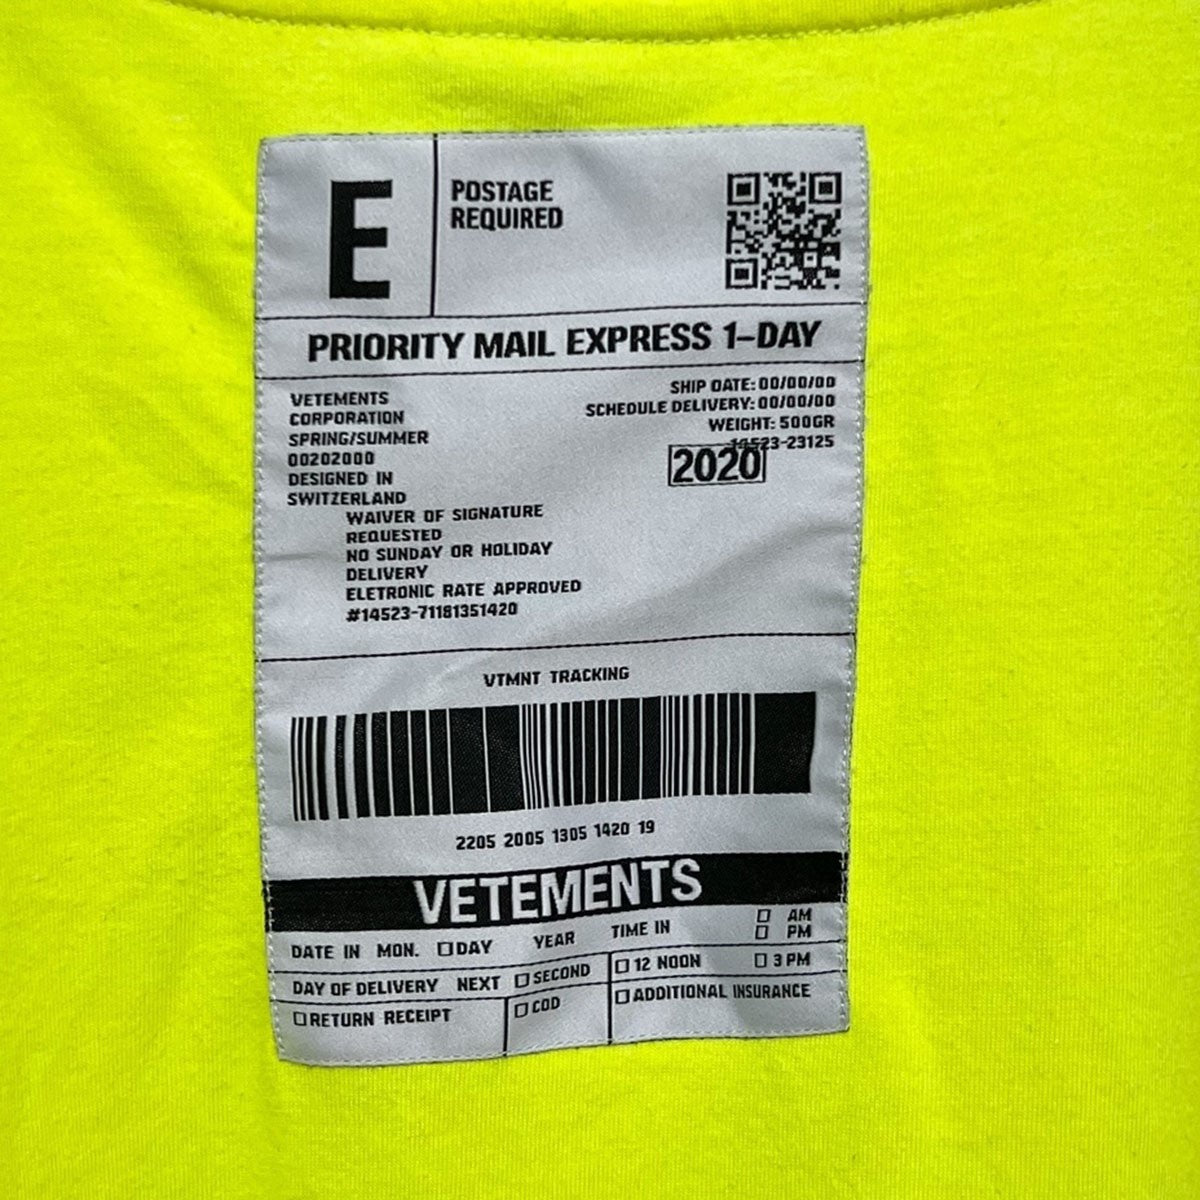 E
POSTAGE
REQUIRED
PRIORITY MAIL EXPRESS 1-DAY
VETEMENTS
CORPORATION
SPRING/SUMMER
00202000
DESIGNED IN
SWITZERLAND
SHIP DATE: 00/00/00
SCHEDULE DELIVERY: 00/00/00
WEIGHT: 500GR
14523-23125
2020
WAIVER OF SIGNATURE
REQUESTED
NO SUNDAY OR HOLIDAY
DELIVERY
ELETRONIC RATE APPROVED
#14523-71181351420
VTMNT TRACKING
2205 2005 1305 1420 19
VETEMENTS
DATE IN MON. DAY YEAR TIME IN AM
PM
DAY OF DELIVERY NEXT SECOND 12 NOON 3 PM
RETURN RECEIPT COD ADDITIONAL INSURANCE